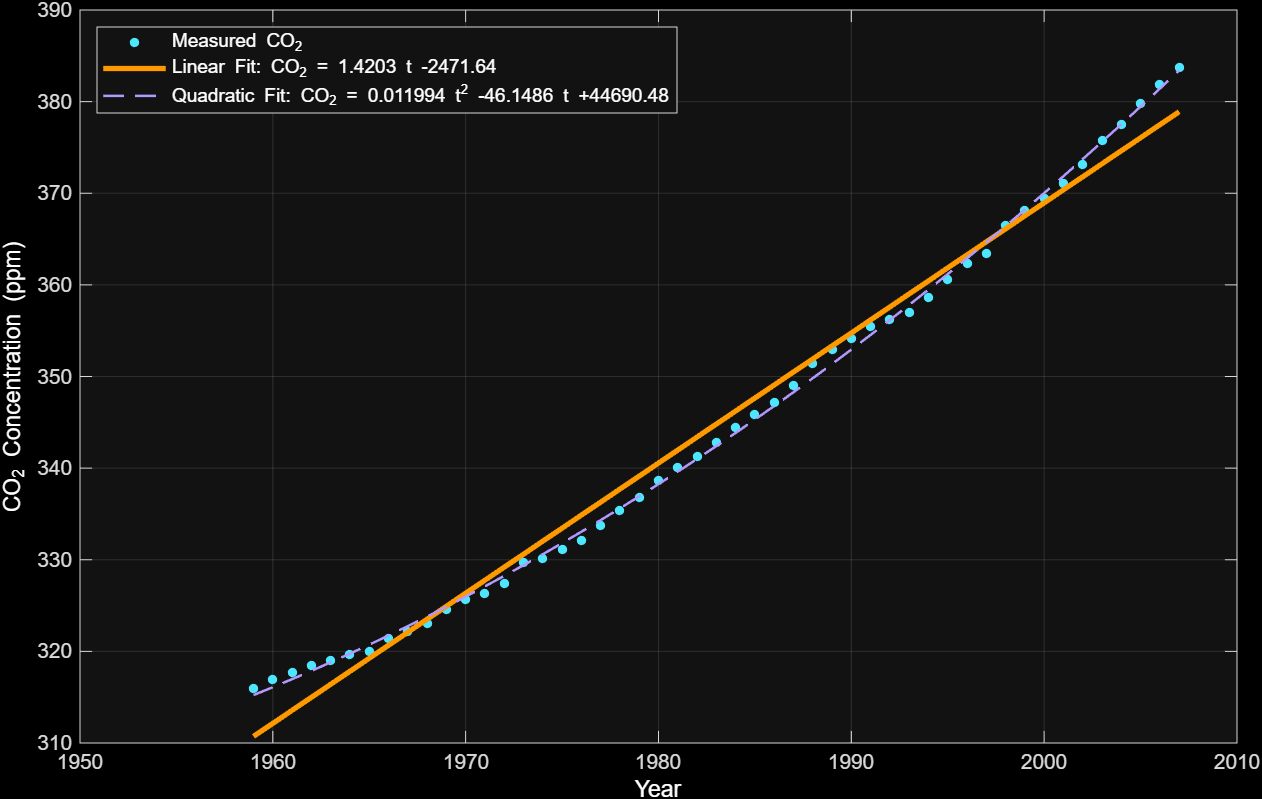 390
380
370
360
350
340
330
320
310
Measured CO₂
Linear Fit: CO₂ = 1.4203 t -2471.64
Quadratic Fit: CO₂ = 0.011994 t² -46.1486 t +44690.48
CO₂ Concentration (ppm)
1950 1960 1970 1980 1990 2000 2010
Year